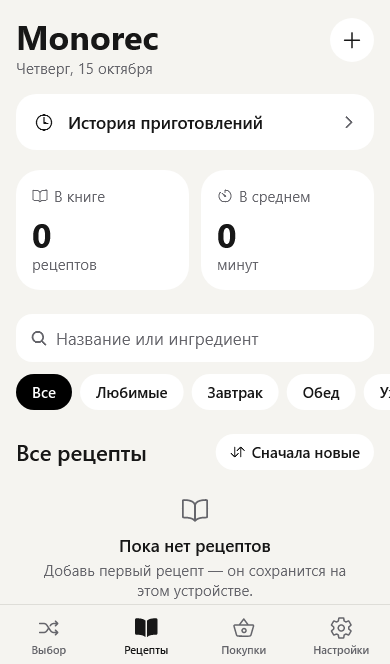 Monorec
Четверг, 15 октября
История приготовлений
В книге
0
рецептов
В среднем
0
минут
Название или ингредиент
Все
Любимые
Завтрак
Обед
Все рецепты
Сначала новые
Пока нет рецептов
Добавь первый рецепт — он сохранится на
этом устройстве.
Выбор
Рецепты
Покупки
Настройки